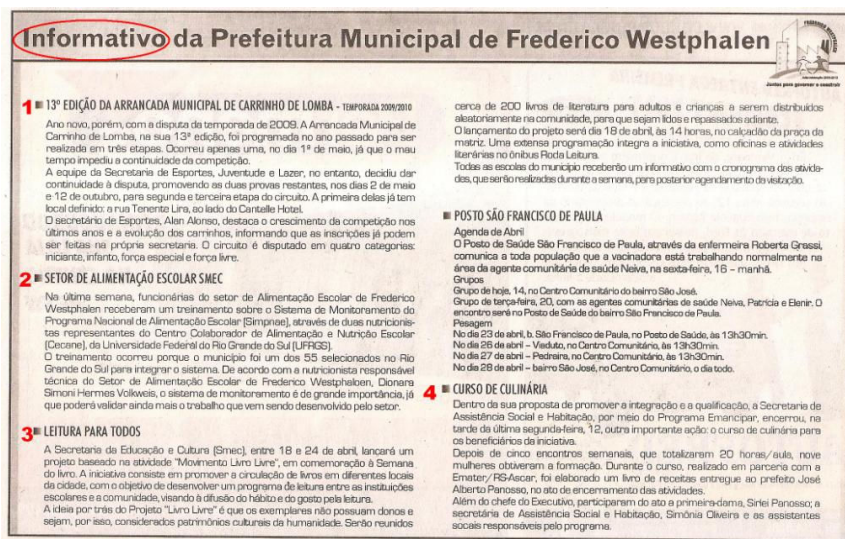 Informativo da Prefeitura Municipal de Frederico Westphalen
Juntos para governar e construir
1 13º EDIÇÃO DA ARRANCADA MUNICIPAL DE CARRINHO DE LOMBA - TEMPORADA 2009/2010
Ano novo, porém, com a disputa da temporada de 2009. A Arrancada Municipal de
Carrinho de Lomba, na sua 13ª edição, foi programada no ano passado para ser
realizada em três etapas. Ocorreu apenas uma, no dia 1º de maio, já que o mau
tempo impediu a continuidade da competição.
A equipe da Secretaria de Esportes, Juventude e Lazer, no entanto, decidiu dar
continuidade à disputa, promovendo as duas provas restantes, nos dias 2 de maio
e 12 de outubro, para segunda e terceira etapa do circuito. A primeira delas já tem
local definido: a rua Tenente Lira, ao lado do Cantelle Hotel.
O secretário de Esportes, Alan Alonso, destaca o crescimento da competição nos
últimos anos e a evolução dos carrinhos, informando que as inscrições já podem
ser feitas na própria secretaria. O circuito é disputado em quatro categorias:
iniciante, infanto, força especial e força livre.
2 SETOR DE ALIMENTAÇÃO ESCOLAR SMEC
Na última semana, funcionárias do setor de Alimentação Escolar de Frederico
Westphalen receberam um treinamento sobre o Sistema de Monitoramento do
Programa Nacional de Alimentação Escolar (Simpnae), através de duas nutricionis-
tas representantes do Centro Colaborador de Alimentação e Nutrição Escolar
(Cecane), da Universidade Federal do Rio Grande do Sul (UFRGS).
O treinamento ocorreu porque o município foi um dos 55 selecionados no Rio
Grande do Sul para integrar o sistema. De acordo com a nutricionista responsável
técnica do Setor de Alimentação Escolar de Frederico Westphaloen, Dionara
Simoni Hermes Volkweis, o sistema de monitoramento é de grande importância, já
que poderá validar ainda mais o trabalho que vem sendo desenvolvido pelo setor.
3 LEITURA PARA TODOS
A Secretaria da Educação e Cultura (Smec), entre 18 e 24 de abril, lancará um
projeto baseado na atividade "Movimento Livro Livre", em comemoração à Semana
do livro. A iniciativa consiste em promover a circulação de livros em diferentes locais
da cidade, com o objetivo de desenvolver um programa de leitura entre as instituições
escolares e a comunidade, visando à difusão do hábito e do gosto pela leitura.
A ideia por trás do Projeto "Livro Livre" é que os exemplares não possuam donos e
sejam, por isso, considerados patrimônios culturais da humanidade. Serão reunidos
cerca de 200 livros de literatura para adultos e crianças a serem distribuídos
aleatoriamente na comunidade, para que sejam lidos e repassados adiante.
O lançamento do projeto será dia 18 de abril, às 14 horas, no calçadão da praça da
matriz. Uma extensa programação integra a iniciativa, como oficinas e atividades
literárias no ônibus Roda Leitura.
Todas as escolas do município receberão um informativo com o cronograma das ativida-
des, que serão realizadas durante a semana, para posterior agendamento da visitação.
POSTO SÃO FRANCISCO DE PAULA
Agenda de Abril
O Posto de Saúde São Francisco de Paula, através da enfermeira Roberta Grassi,
comunica a toda população que a vacinadora está trabalhando normalmente na
área da agente comunitária de saúde Neiva, na sexta-feira, 16 – manhã.
Grupos
Grupo de hoje, 14, no Centro Comunitário do bairro São José.
Grupo de terça-feira, 20, com as agentes comunitárias de saúde Neiva, Patrícia e Elenir. O
encontro será no Posto de Saúde do bairro São Francisco de Paula.
Pesagem
No dia 23 de abril, b. São Francisco de Paula, no Posto de Saúde, às 13h30min.
No dia 26 de abril – Viaduto, no Centro Comunitário, às 13h30min.
No dia 27 de abril – Pedreira, no Centro Comunitário, às 13h30min.
No dia 28 de abril – bairro São José, no Centro Comunitário, o dia todo.
4 CURSO DE CULINÁRIA
Dentro da sua proposta de promover a integração e a qualificação, a Secretaria de
Assistência Social e Habitação, por meio do Programa Emancipar, encerrou, na
tarde da última segunda-feira, 12, outra importante ação: o curso de culinária para
os beneficiários da iniciativa.
Depois de cinco encontros semanais, que totalizaram 20 horas/aula, nove
mulheres obtiveram a formação. Durante o curso, realizado em parceria com a
Emater/RS-Ascar, foi elaborado um livro de receitas entregue ao prefeito José
Alberto Panosso, no ato de encerramento das atividades.
Além do chefe do Executivo, participaram do ato a primeira-dama, Sirlei Panosso; a
secretária de Assistência Social e Habitação, Simônia Oliveira e as assistentes
socais responsáveis pelo programa.